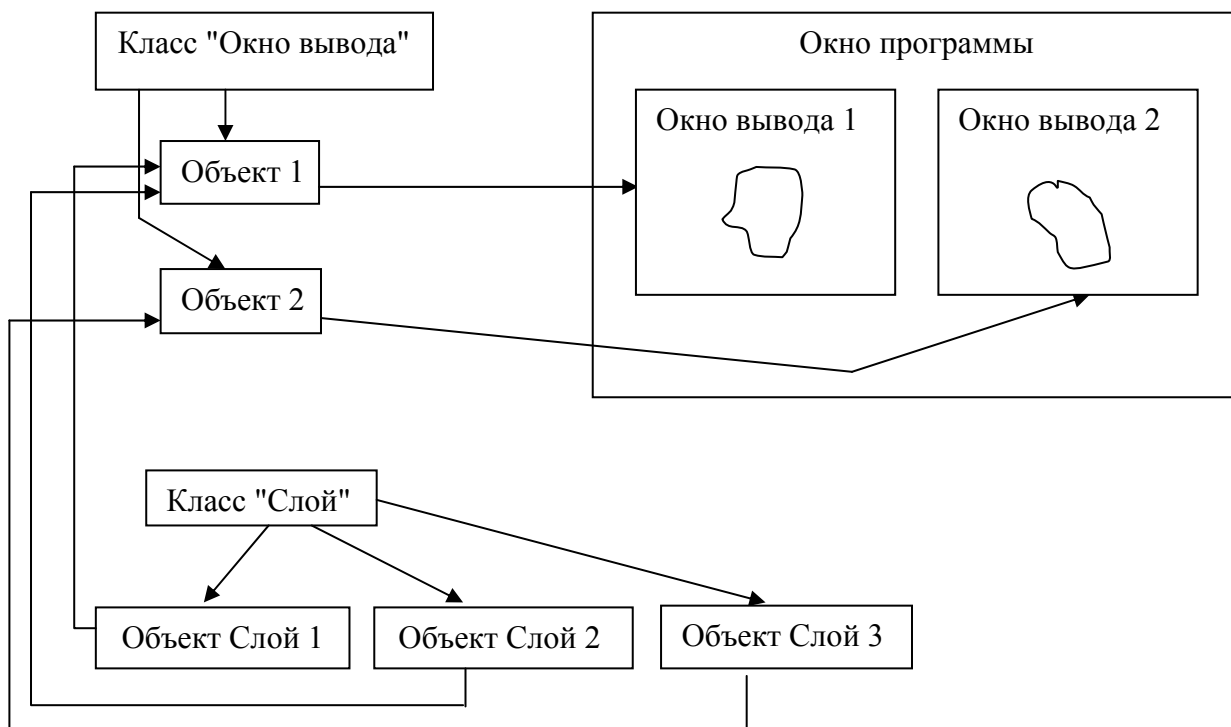 Класс "Окно вывода"
Окно программы
Окно вывода 1
Окно вывода 2
Объект 1
Объект 2
Класс "Слой"
Объект Слой 1
Объект Слой 2
Объект Слой 3